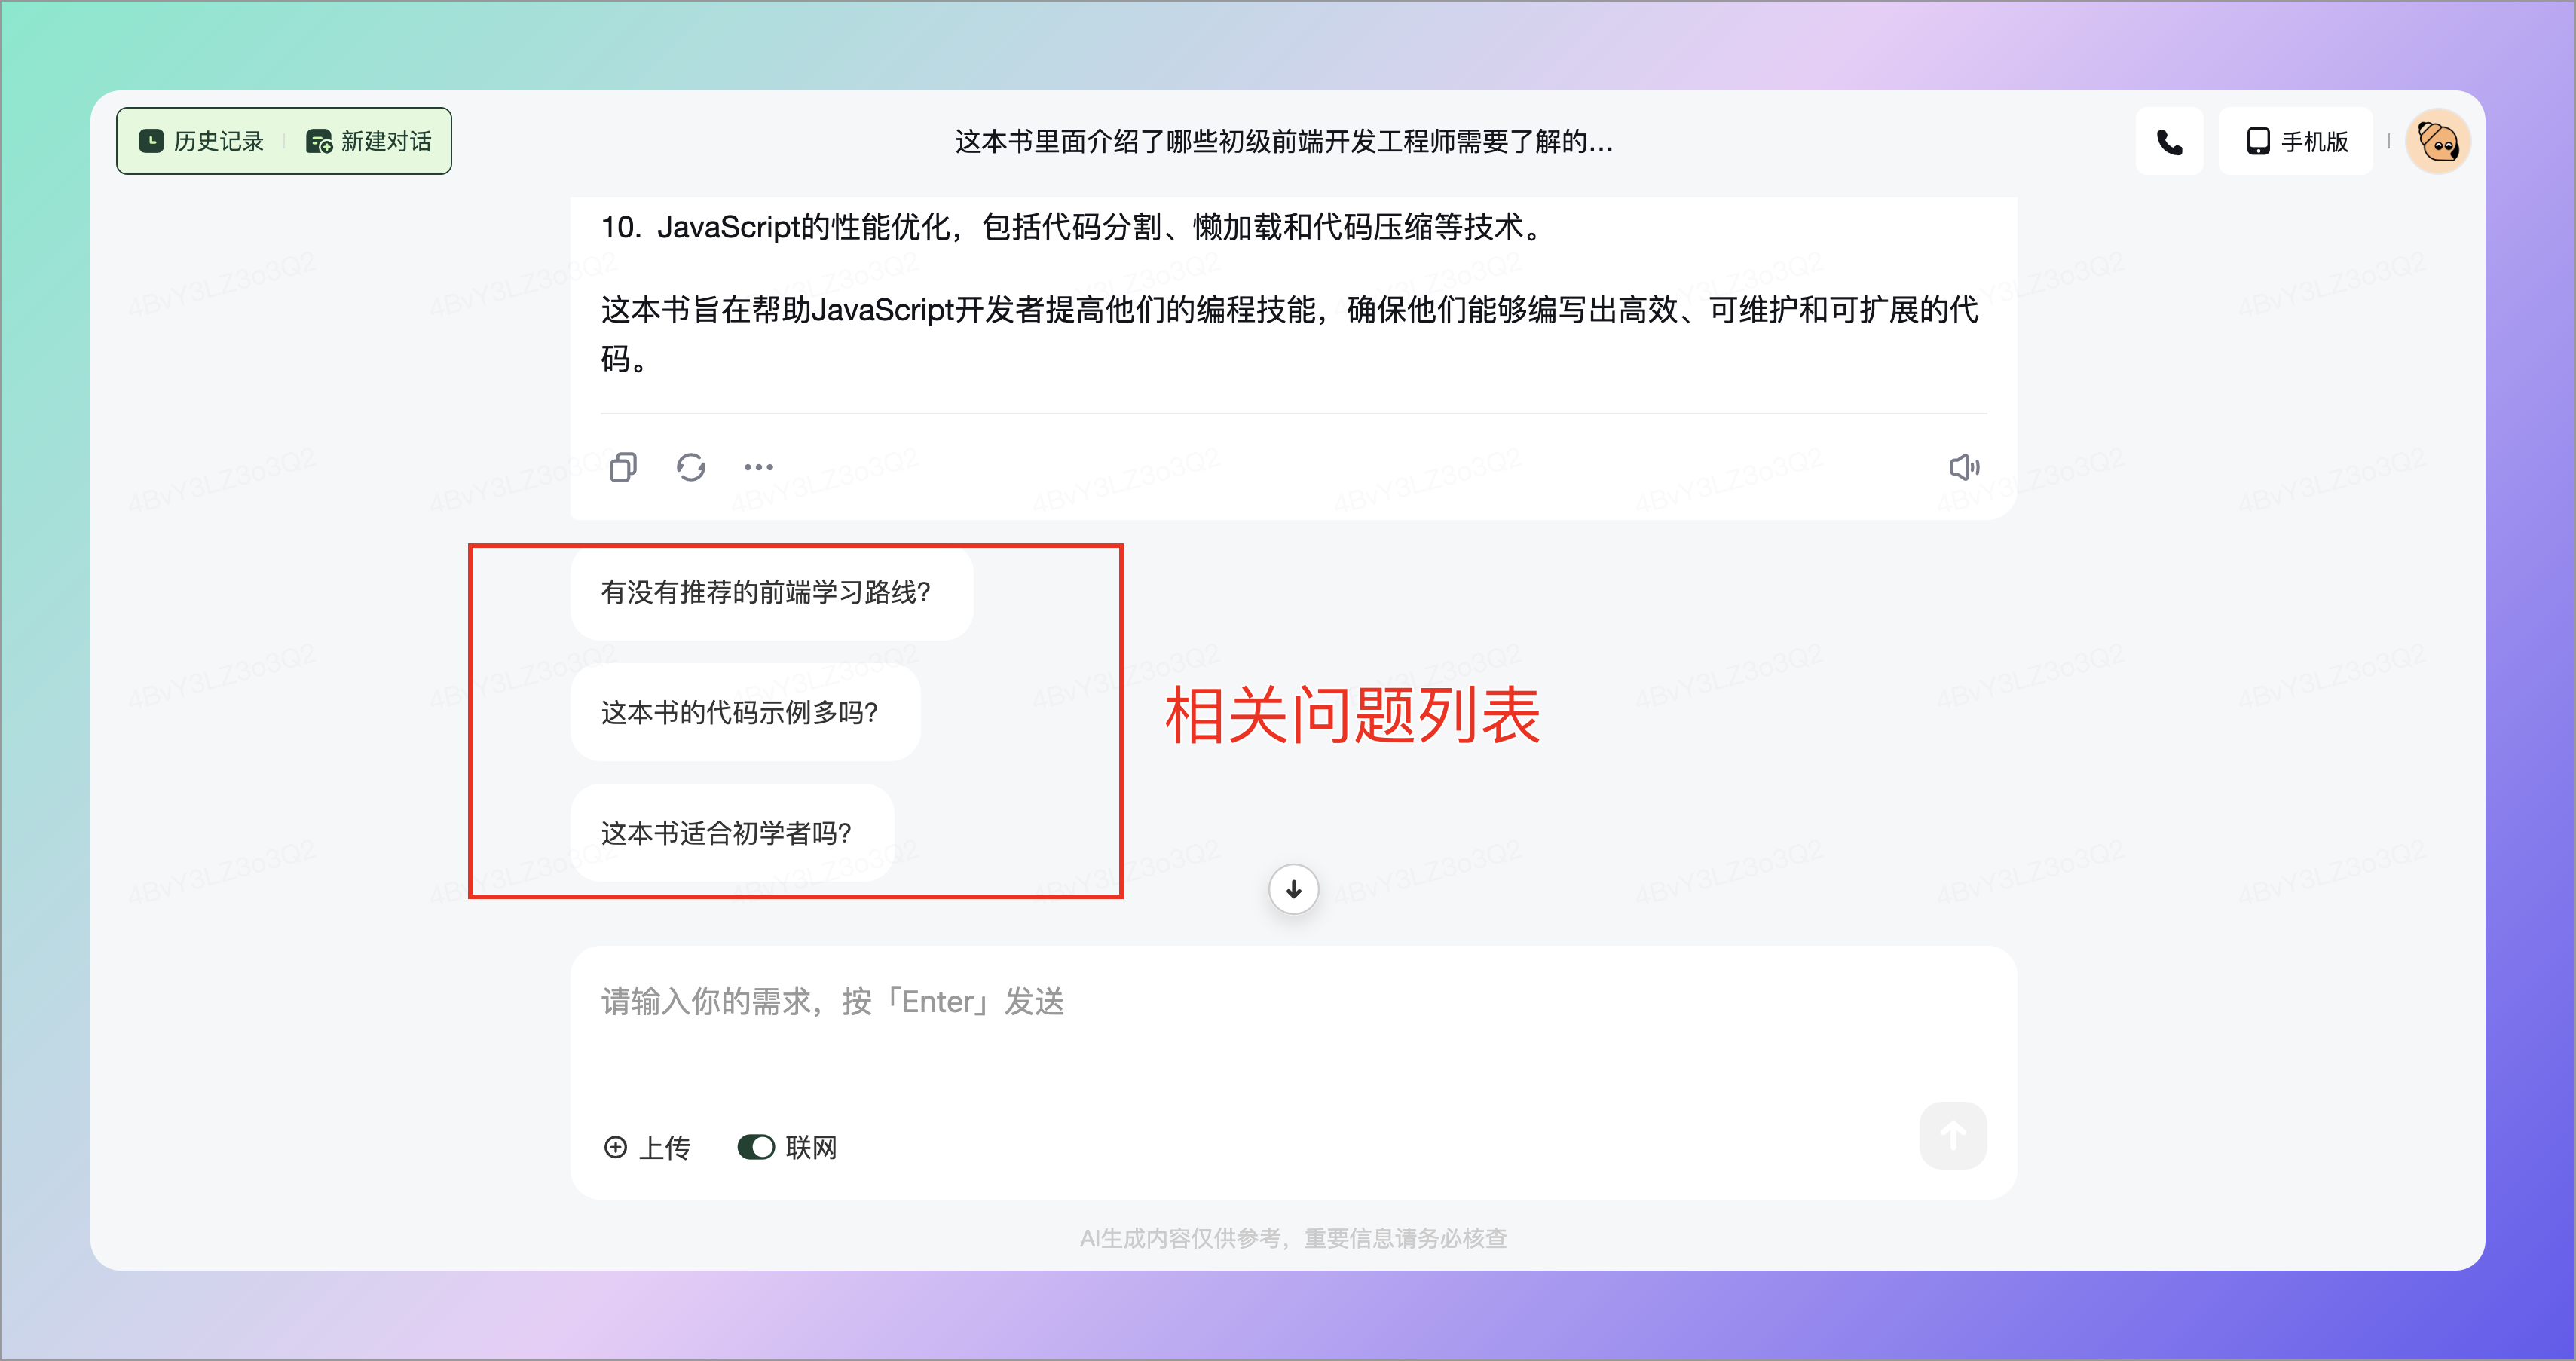 历史记录
新建对话
这本书里面介绍了哪些初级前端开发工程师需要了解的...
手机版
10. JavaScript的性能优化，包括代码分割、懒加载和代码压缩等技术。
这本书旨在帮助JavaScript开发者提高他们的编程技能，确保他们能够编写出高效、可维护和可扩展的代
码。
有没有推荐的前端学习路线？
这本书的代码示例多吗？
这本书适合初学者吗？
相关问题列表
请输入你的需求，按「Enter」发送
上传
联网
AI生成内容仅供参考，重要信息请务必核查
4BvY3LZ3o3Q2